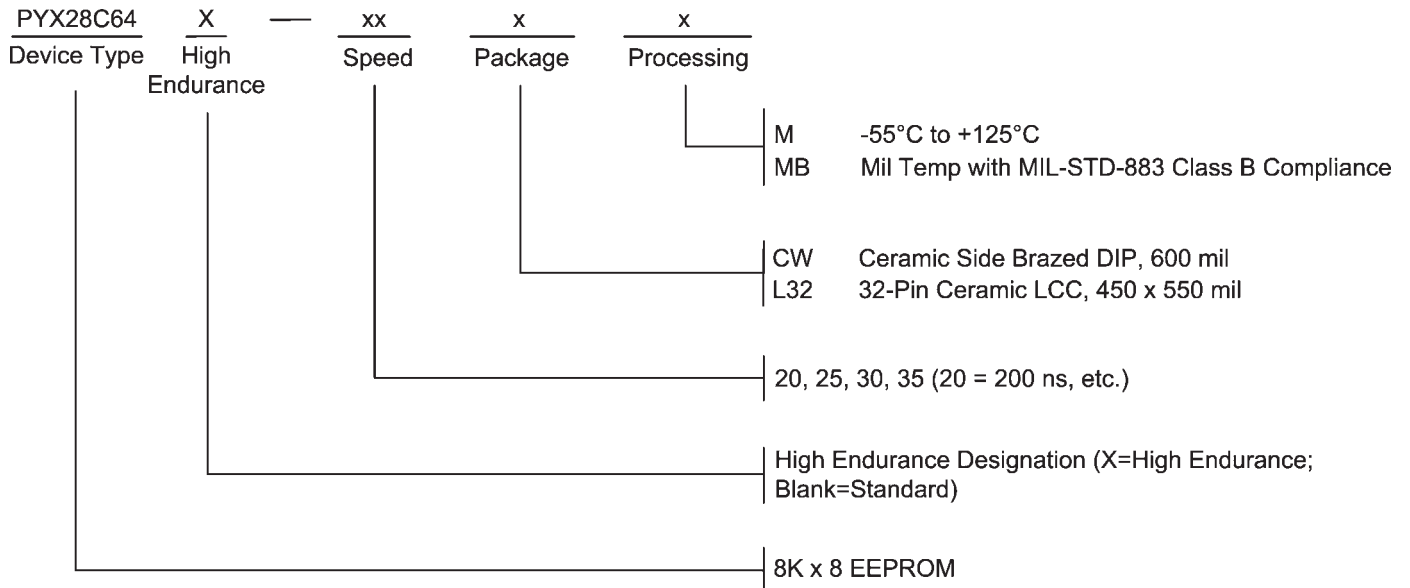 PYX28C64 X — xx x x
Device Type High Endurance Speed Package Processing
M -55°C to +125°C
MB Mil Temp with MIL-STD-883 Class B Compliance
CW Ceramic Side Brazed DIP, 600 mil
L32 32-Pin Ceramic LCC, 450 x 550 mil
20, 25, 30, 35 (20 = 200 ns, etc.)
High Endurance Designation (X=High Endurance;
Blank=Standard)
8K x 8 EEPROM